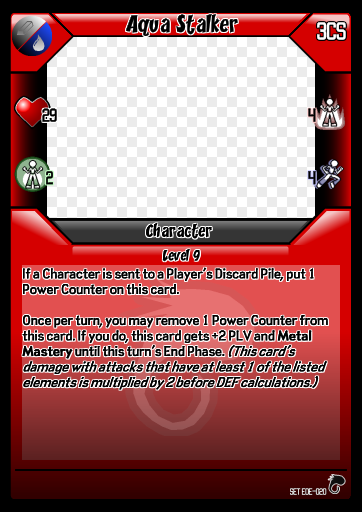 Aqua Stalker
3CS
29
4
2
4
Character
Level 9
If a Character is sent to a Player's Discard Pile, put 1
Power Counter on this card.
Once per turn, you may remove 1 Power Counter from
this card. If you do, this card gets +2 PLV and Metal
Mastery until this turn's End Phase. (This card's
damage with attacks that have at least 1 of the listed
elements is multiplied by 2 before DEF calculations.)
SET EOE-020